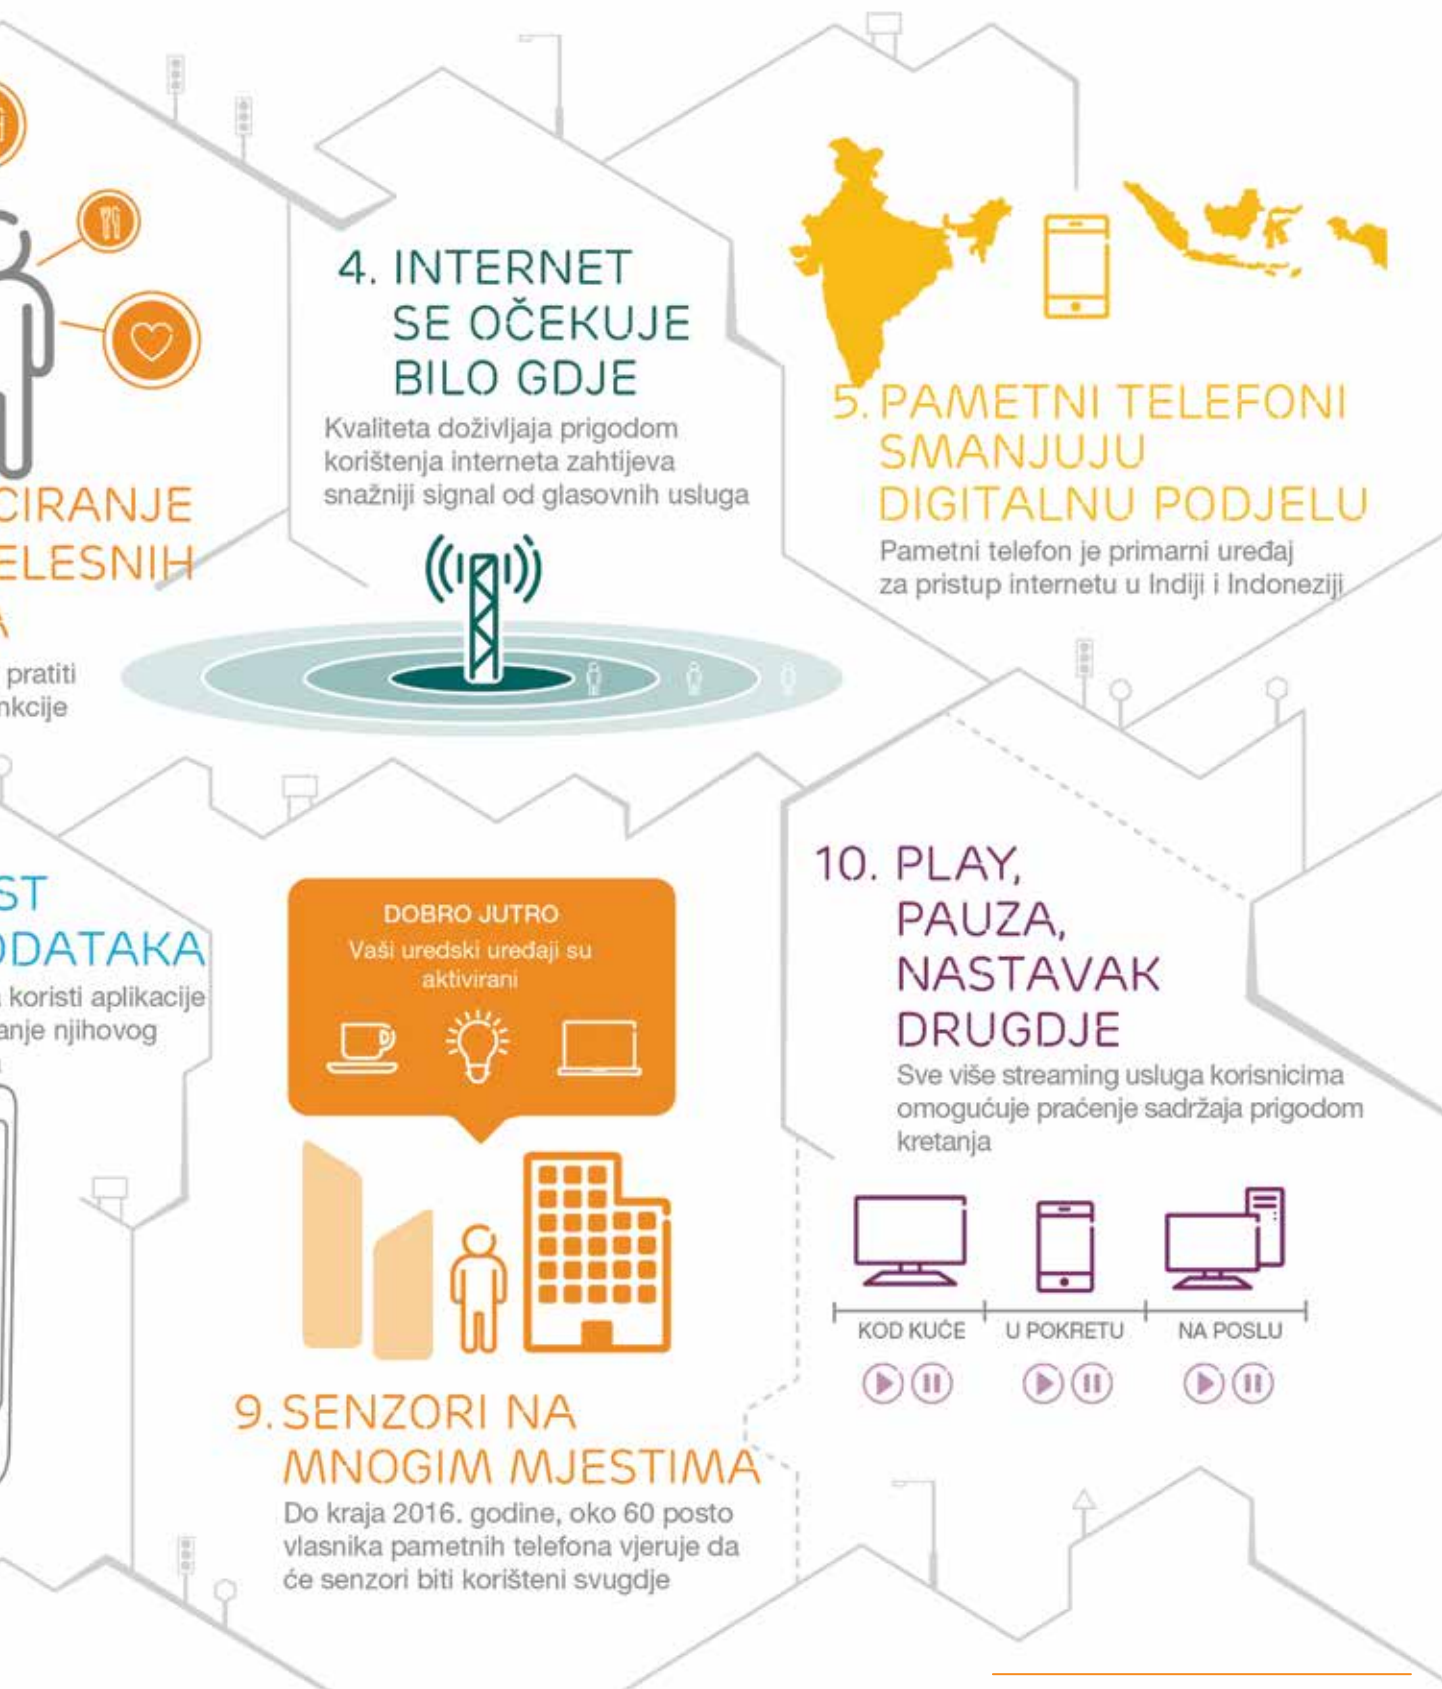 4. INTERNET
SE OČEKUJE
BILO GDJE
Kvaliteta doživljaja prigodom
korištenja interneta zahtijeva
snažniji signal od glasovnih usluga
5. PAMETNI TELEFONI
SMANJUJU
DIGITALNU PODJELU
Pametni telefon je primarni uređaj
za pristup internetu u Indiji i Indoneziji
CIRANJE
ELESNIH
A
pratiti
nkcije
ST
ODATAKA
koristi aplikacije
anje njihovog
DOBRO JUTRO
Vaši uredski uređaji su
aktivirani
9. SENZORI NA
MNOGIM MJESTIMA
Do kraja 2016. godine, oko 60 posto
vlasnika pametnih telefona vjeruje da
će senzori biti korišteni svugdje
10. PLAY,
PAUZA,
NASTAVAK
DRUGDJE
Sve više streaming usluga korisnicima
omogućuje praćenje sadržaja prigodom
kretanja
KOD KUĆE U POKRETU NA POSLU